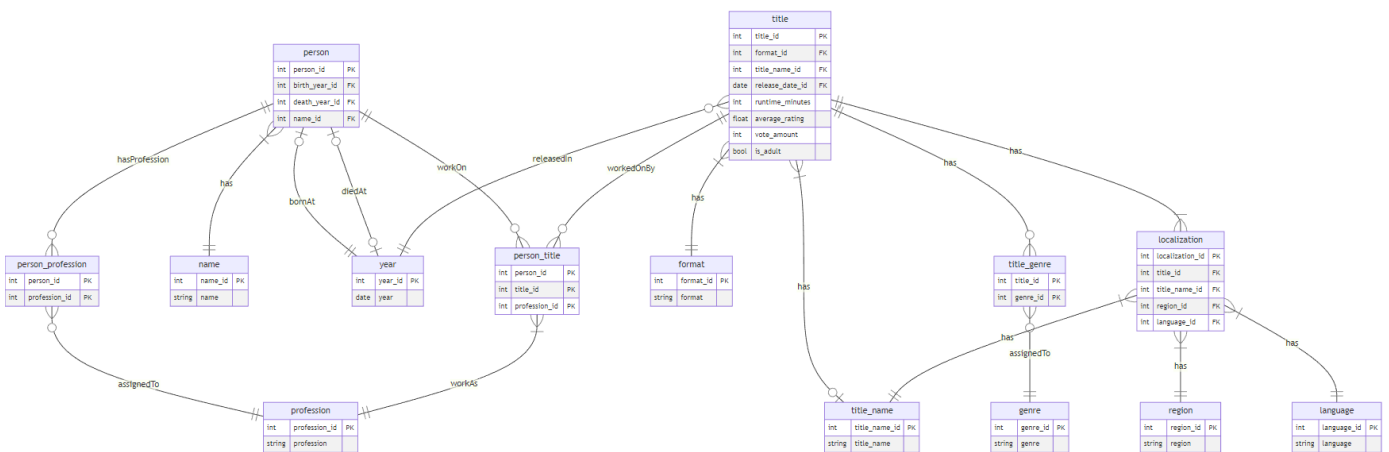 title
int title_id PK
int format_id FK
int title_name_id FK
date release_date_id FK
int runtime_minutes
float average_rating
int vote_amount
bool is_adult
person
int person_id PK
int birth_year_id FK
int death_year_id FK
int name_id FK
hasProfession
has
bornAt
diedAt
workOn
releasedIn
workedOnBy
has
has
has
has
person_profession
int person_id PK
int profession_id PK
name
int name_id PK
string name
year
int year_id PK
date year
person_title
int person_id PK
int title_id PK
int profession_id PK
format
int format_id PK
string format
title_genre
int title_id PK
int genre_id PK
localization
int localization_id PK
int title_id FK
int title_name_id FK
int region_id FK
int language_id FK
assignedTo
workAs
has
assignedTo
has
has
profession
int profession_id PK
string profession
title_name
int title_name_id PK
string title_name
genre
int genre_id PK
string genre
region
int region_id PK
string region
language
int language_id PK
string language